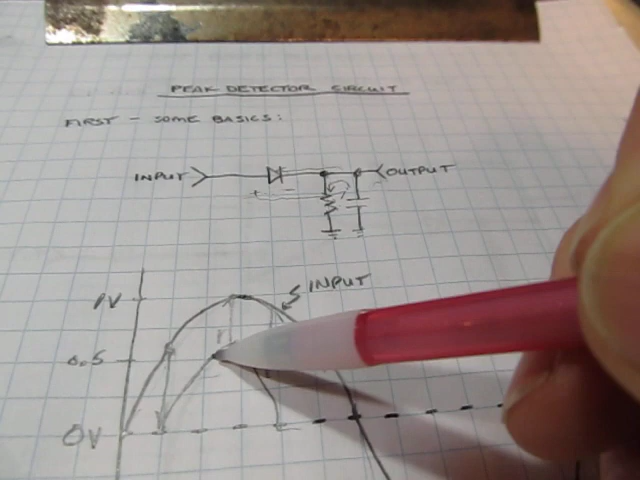 PEAK DETECTOR CIRCUIT
FIRST - SOME BASICS:
INPUT
OUTPUT
+ -
INPUT
1V
0.5
0V